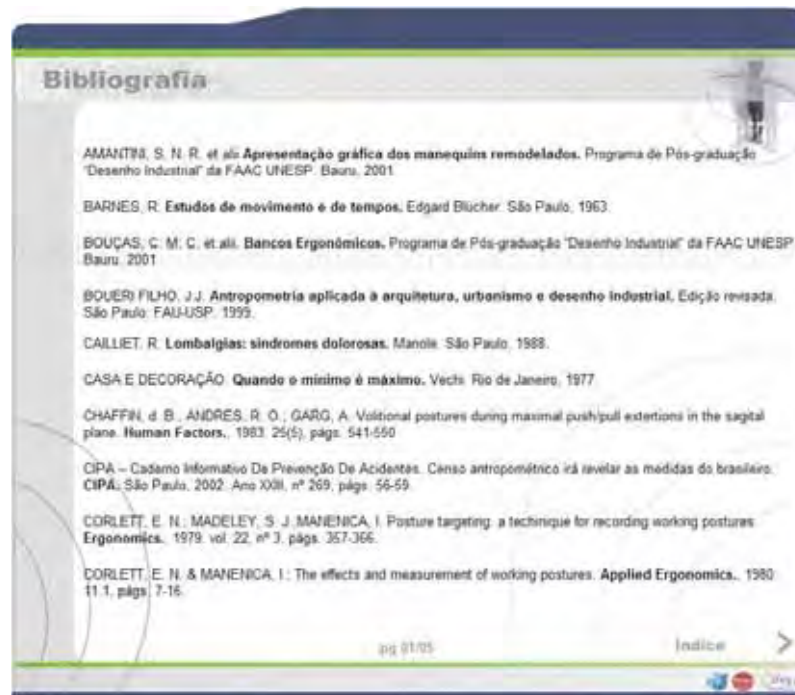 Bibliografia
AMANTINI, S. N. R. et alii Apresentação gráfica dos manequins remodelados. Programa de Pós-graduação
"Desenho Industrial" da FAAC UNESP. Bauru, 2001
BARNES, R. Estudos de movimento e de tempos. Edgard Blücher. São Paulo, 1963.
BOUÇAS, C. M. C. et alii. Bancos Ergonômicos. Programa de Pós-graduação "Desenho Industrial" da FAAC UNESP
Bauru. 2001
BOUERI FILHO, J.J. Antropometria aplicada à arquitetura, urbanismo e desenho industrial. Edição revisada.
São Paulo: FAU-USP. 1999.
CAILLIET, R. Lombalgias: síndromes dolorosas. Manole. São Paulo, 1988.
CASA E DECORAÇÃO. Quando o mínimo é máximo. Vechi. Rio de Janeiro, 1977
CHAFFIN, d. B., ANDRES, R. O.; GARG, A. Volitional postures during maximal push/pull extertions in the sagital
plane. Human Factors., 1983. 25(5), págs. 541-550
CIPA – Caderno Informativo De Prevenção De Acidentes. Censo antropométrico irá revelar as medidas do brasileiro.
CIPA. São Paulo, 2002. Ano XXIII, nº 269, págs. 56-59.
CORLETT, E. N.; MADELEY, S. J. MANENICA, I. Posture targeting: a techinique for recording working postures.
Ergonomics. 1979. vol. 22, nº 3, págs. 357-366.
CORLETT, E. N. & MANENICA, I.; The effects and measurement of working postures. Applied Ergonomics., 1980
11.1, págs. 7-16.
pg 01/05
Indice >